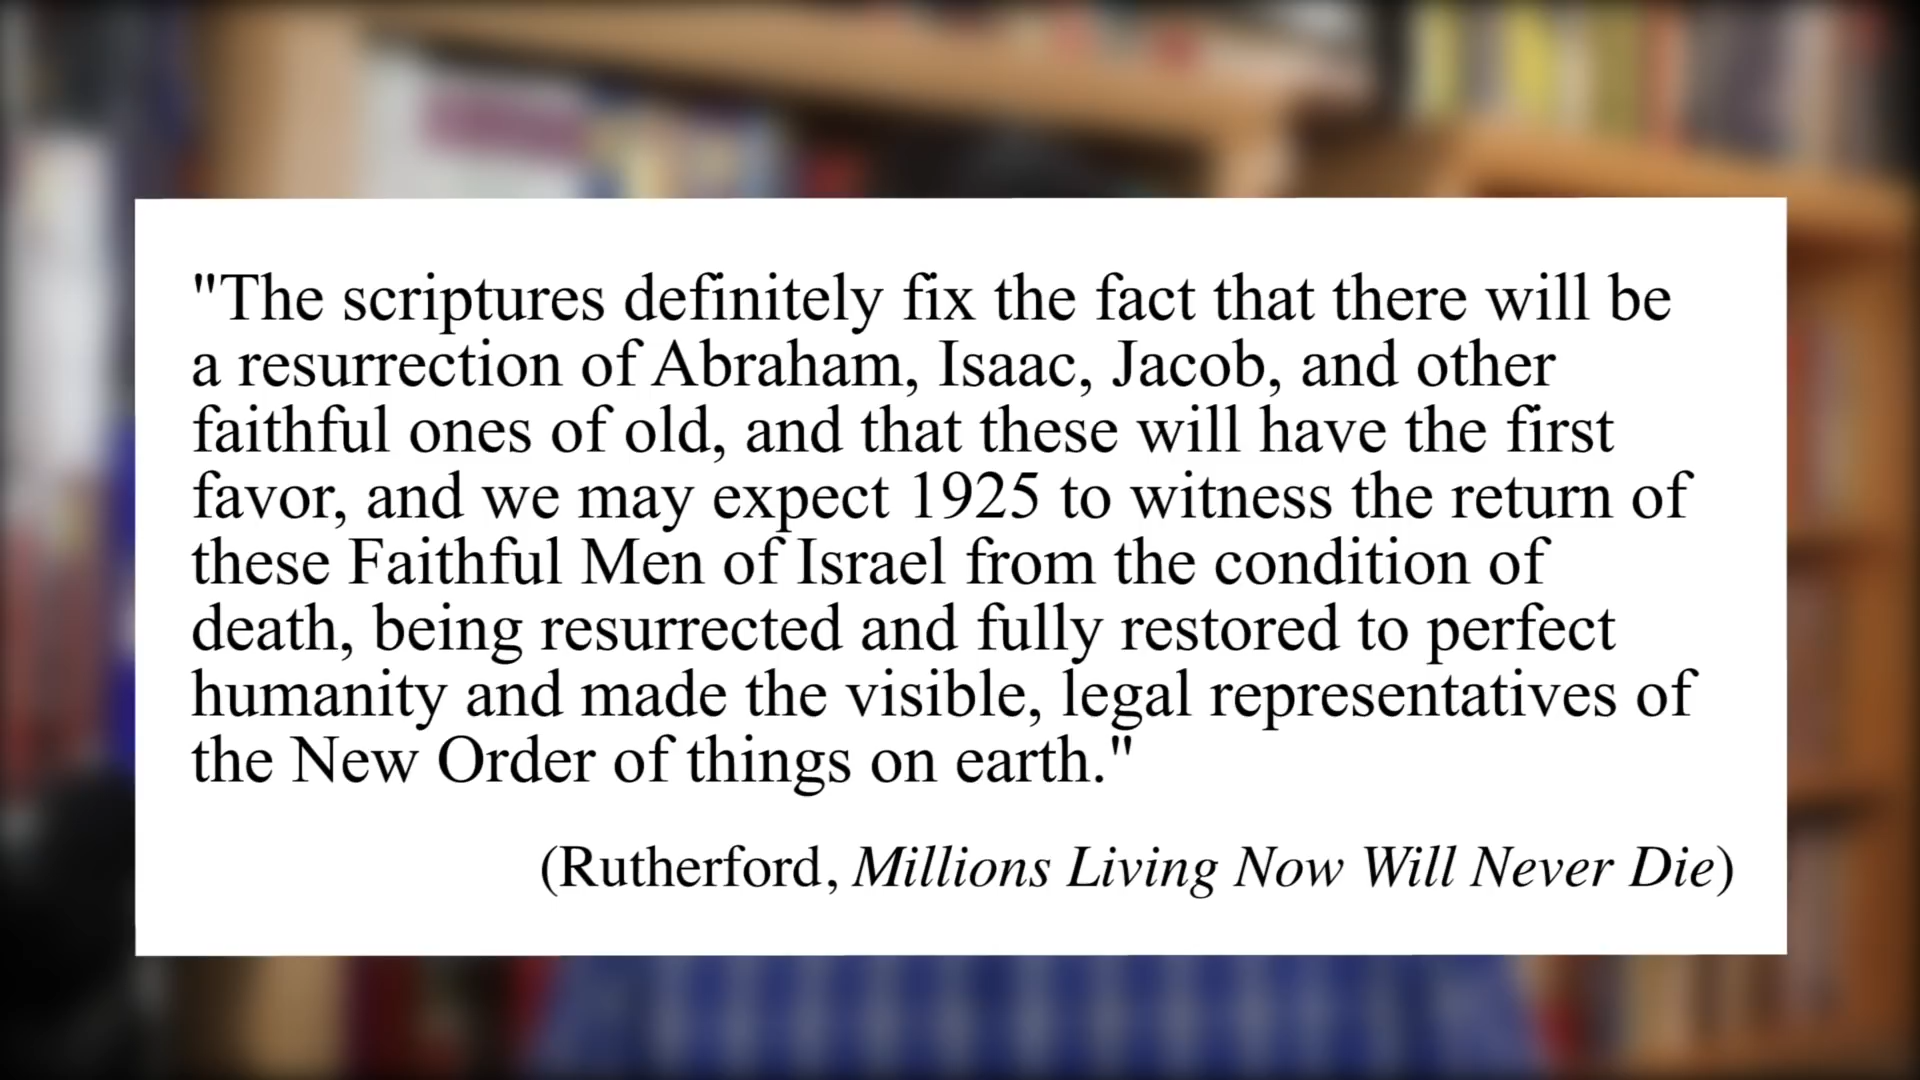 "The scriptures definitely fix the fact that there will be
a resurrection of Abraham, Isaac, Jacob, and other
faithful ones of old, and that these will have the first
favor, and we may expect 1925 to witness the return of
these Faithful Men of Israel from the condition of
death, being resurrected and fully restored to perfect
humanity and made the visible, legal representatives of
the New Order of things on earth."
(Rutherford, Millions Living Now Will Never Die)